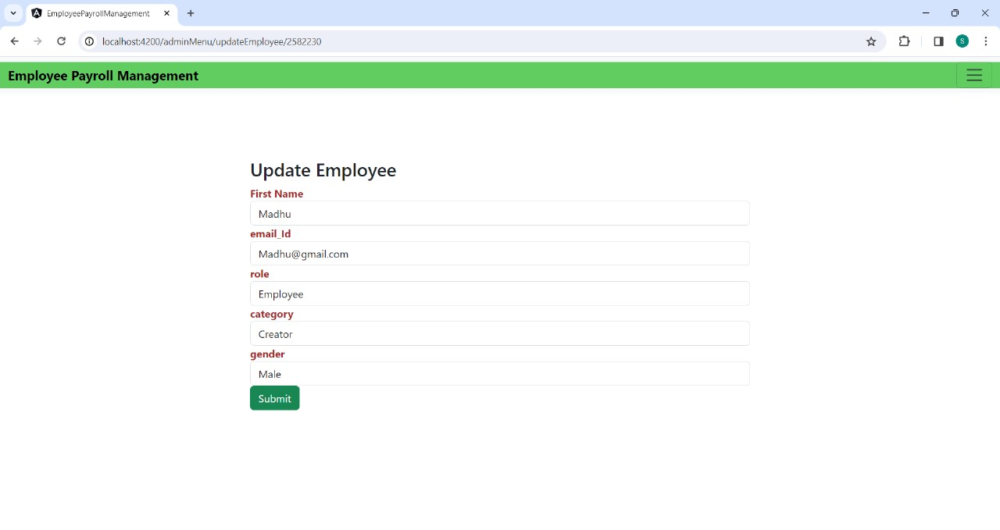 EmployeePayrollManagement
localhost:4200/adminMenu/updateEmployee/2582230
S
Employee Payroll Management
Update Employee
First Name
Madhu
email_Id
Madhu@gmail.com
role
Employee
category
Creator
gender
Male
Submit